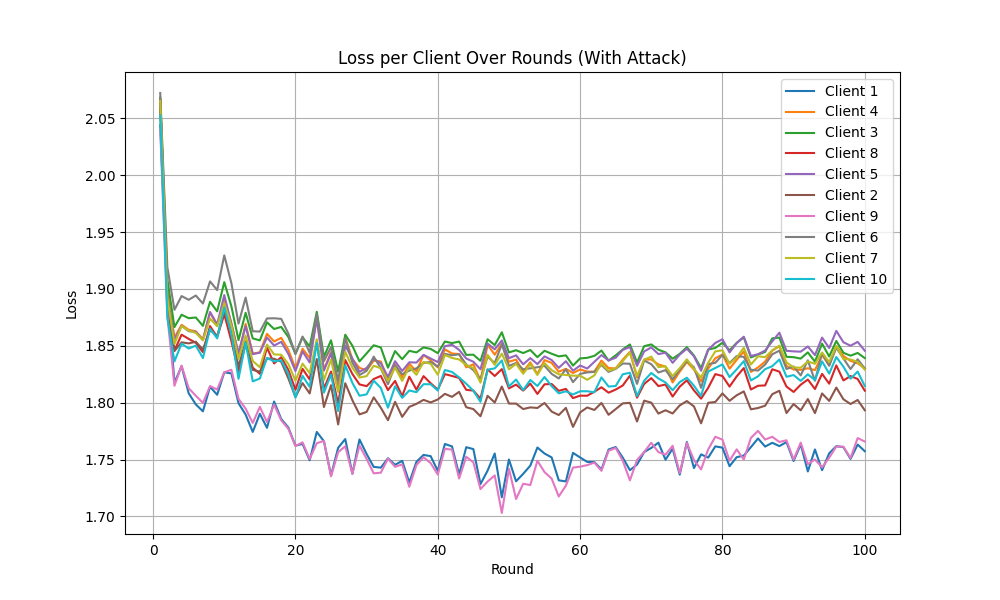 Loss per Client Over Rounds (With Attack)
2.05
2.00
1.95
1.90
1.85
1.80
1.75
1.70
Loss
0
20
40
60
80
100
Round
Client 1
Client 4
Client 3
Client 8
Client 5
Client 2
Client 9
Client 6
Client 7
Client 10